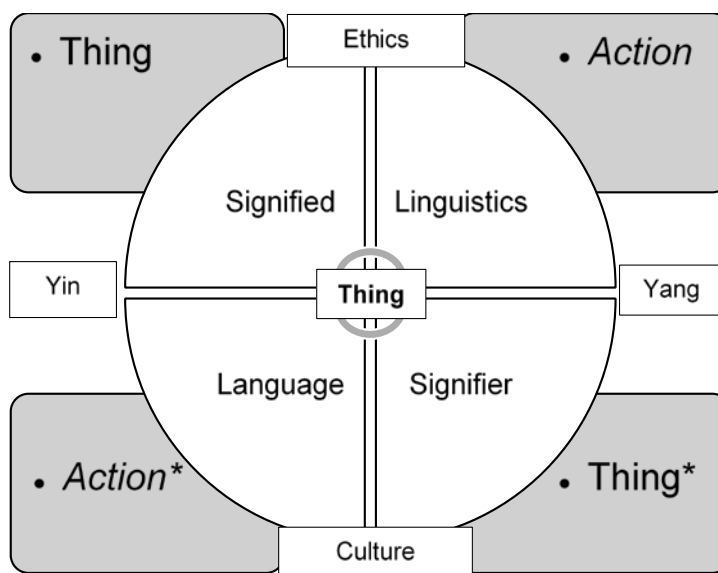 Ethics
• Thing
• Action
Signified
Linguistics
Yin
Thing
Yang
Language
Signifier
• Action*
• Thing*
Culture